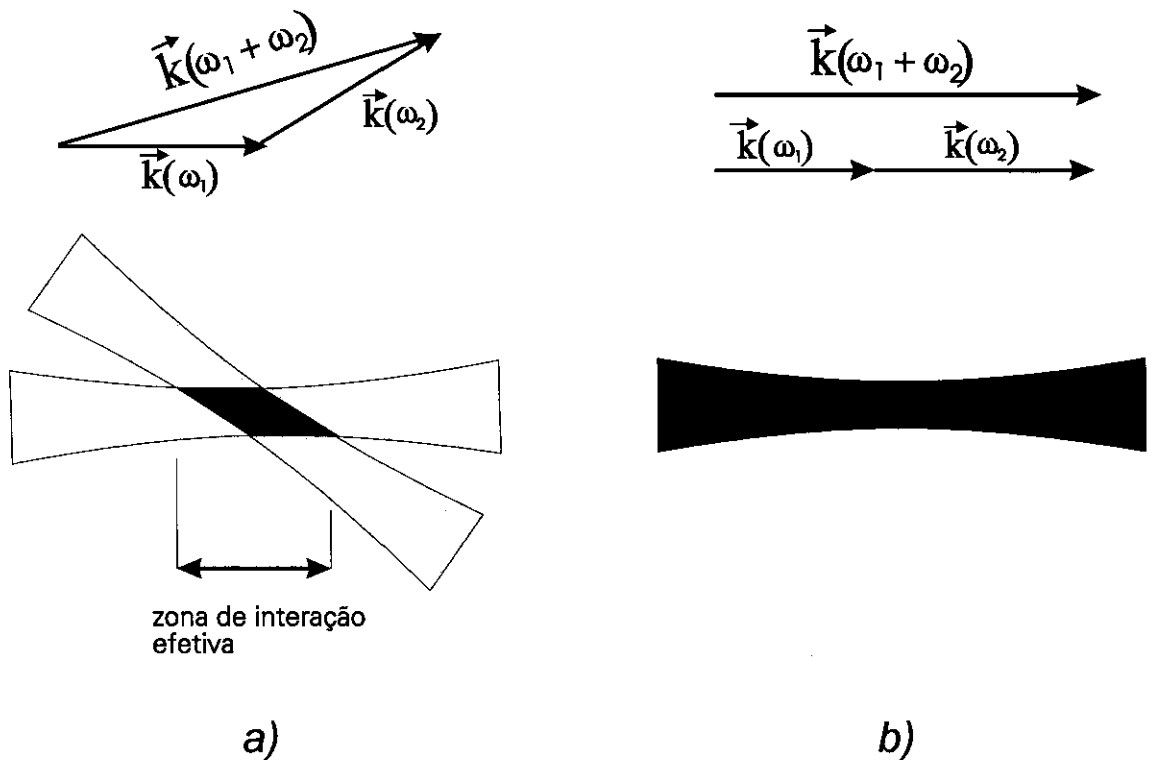 k⃗(ω₁ + ω₂)
k⃗(ω₂)
k⃗(ω₁)
k⃗(ω₁ + ω₂)
k⃗(ω₁)
k⃗(ω₂)
zona de interação
efetiva
a)
b)